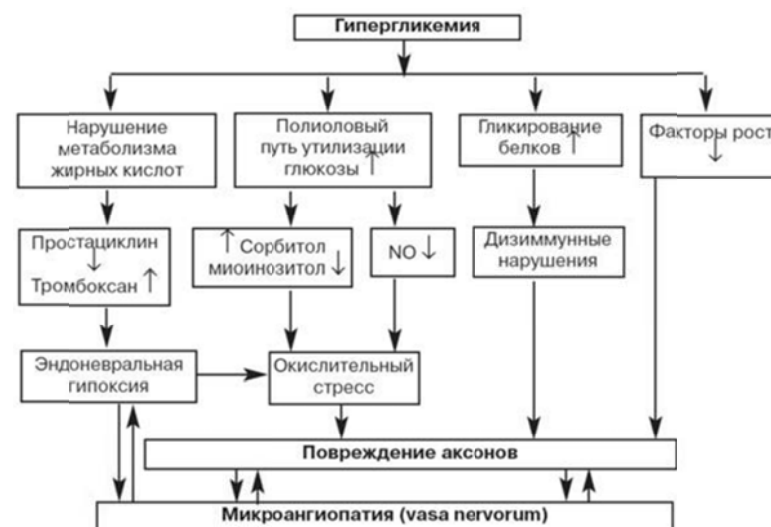 Гипергликемия
Нарушение
метаболизма
жирных кислот
Полиоловый
путь утилизации
глюкозы ↑
Гликирование
белков ↑
Факторы рост
↓
Простациклин
↓
Тромбоксан ↑
↑ Сорбитол
миоинозитол ↓
NO ↓
Дизиммунные
нарушения
Эндоневральная
гипоксия
Окислительный
стресс
Повреждение аксонов
Микроангиопатия (vasa nervorum)